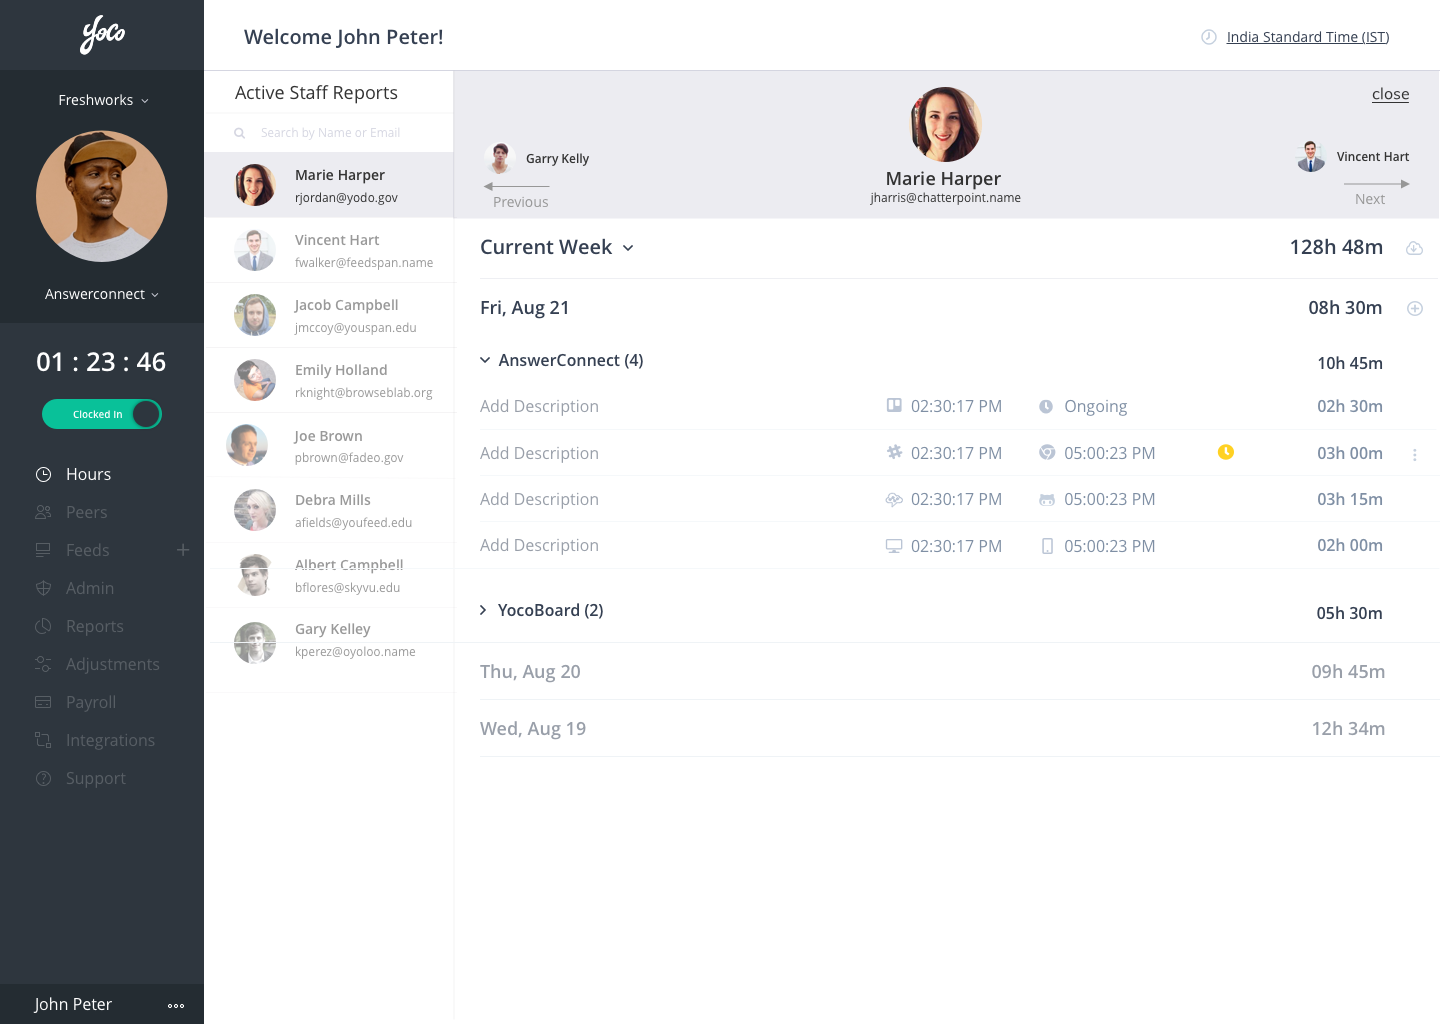 Yoco
Welcome John Peter!
India Standard Time (IST)
Freshworks
Answerconnect
01 : 23 : 46
Clocked In
Hours
Peers
Feeds
Admin
Reports
Adjustments
Payroll
Integrations
Support
John Peter
Active Staff Reports
Search by Name or Email
Marie Harper
rjordan@yodo.gov
Vincent Hart
fwalker@feedspan.name
Jacob Campbell
jmccoy@youspan.edu
Emily Holland
rknight@browseblab.org
Joe Brown
pbrown@fadeo.gov
Debra Mills
afields@youfeed.edu
Albert Campbell
bflores@skyvu.edu
Gary Kelley
kperez@oyoloo.name
close
Garry Kelly
Previous
Marie Harper
jharris@chatterpoint.name
Vincent Hart
Next
Current Week 128h 48m
Fri, Aug 21 08h 30m
AnswerConnect (4) 10h 45m
Add Description 02:30:17 PM Ongoing 02h 30m
Add Description 02:30:17 PM 05:00:23 PM 03h 00m
Add Description 02:30:17 PM 05:00:23 PM 03h 15m
Add Description 02:30:17 PM 05:00:23 PM 02h 00m
YocoBoard (2) 05h 30m
Thu, Aug 20 09h 45m
Wed, Aug 19 12h 34m